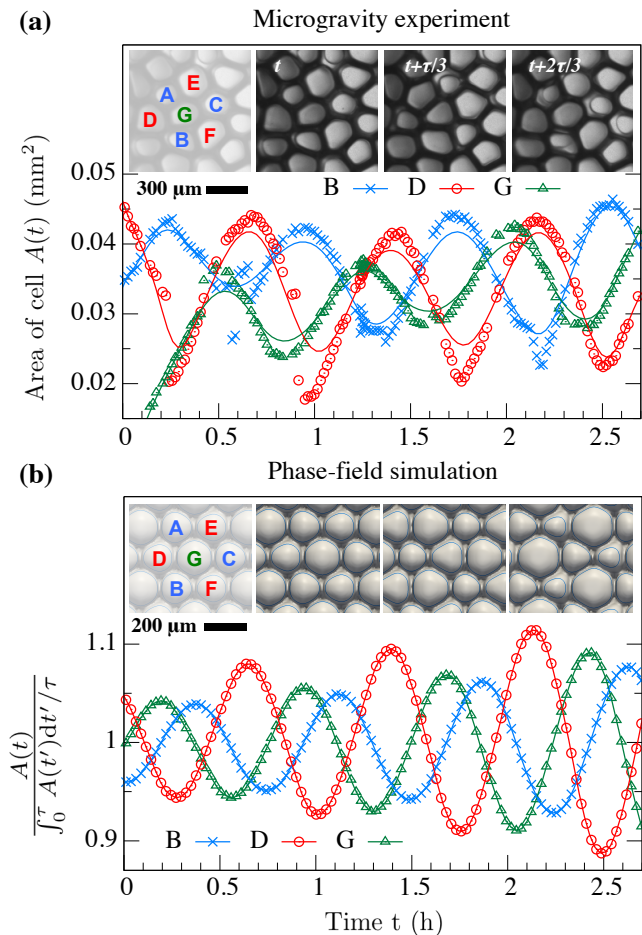 Microgravity experiment
(a)
t
t+τ/3
t+2τ/3
E
A
C
D
G
B
F
300 µm
B D G
0.05
0.04
0.03
0.02
Area of cell A(t) (mm²)
0 0.5 1 1.5 2 2.5
Phase-field simulation
(b)
A E
D G C
B F
200 µm
1.1
1
0.9
A(t)
∫₀^τ A(t′)dt′/τ
B D G
0 0.5 1 1.5 2 2.5
Time t (h)